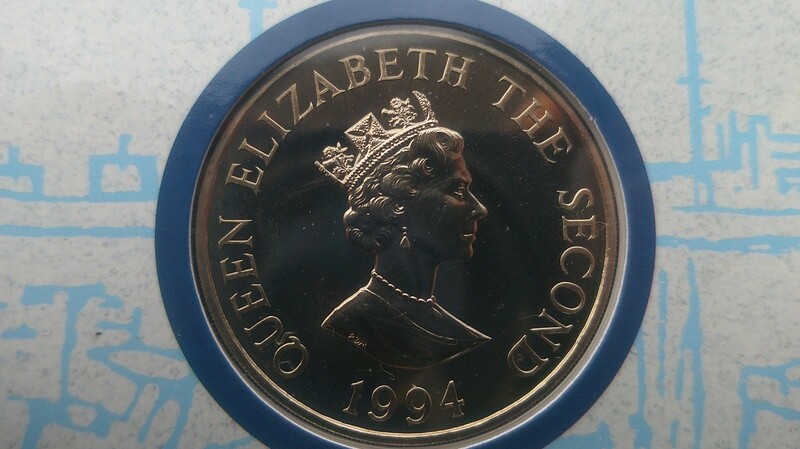 QUEEN ELIZABETH THE SECOND
1994